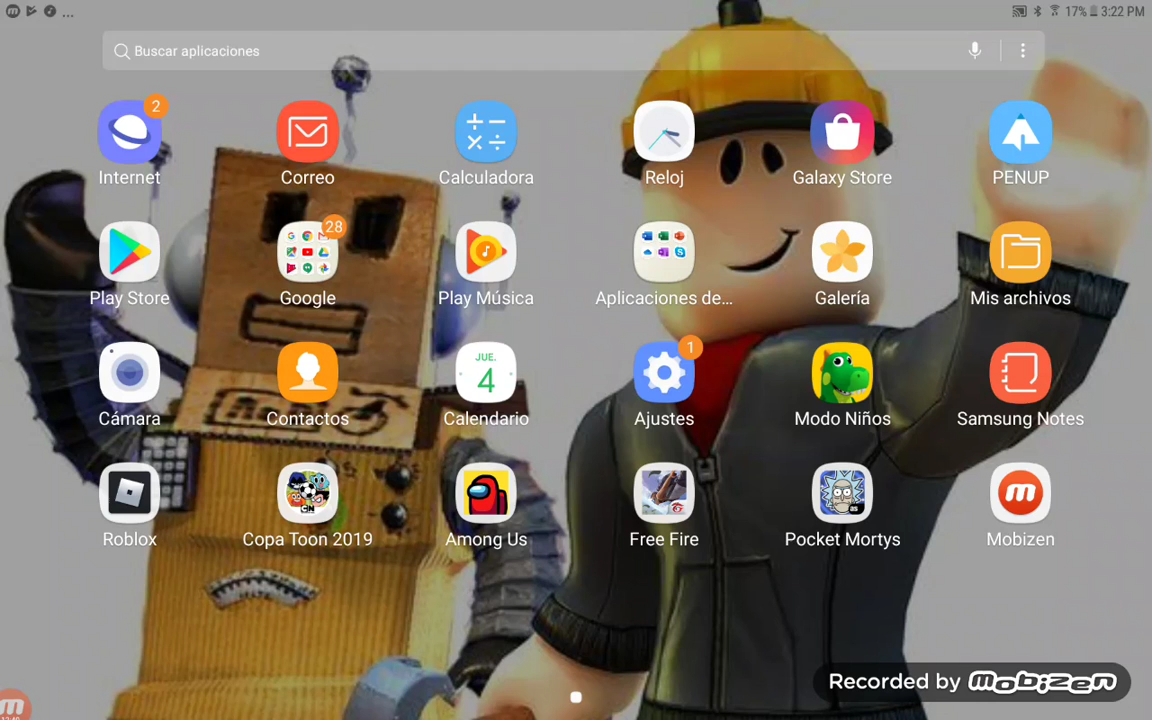 17% 3:22 PM
Buscar aplicaciones
2
Internet
Correo
Calculadora
Reloj
Galaxy Store
PENUP
28
Play Store
Google
Play Música
Aplicaciones de...
Galería
Mis archivos
JUE.
4
1
Cámara
Contactos
Calendario
Ajustes
Modo Niños
Samsung Notes
Roblox
Copa Toon 2019
Among Us
Free Fire
Pocket Mortys
Mobizen
Recorded by mobizen